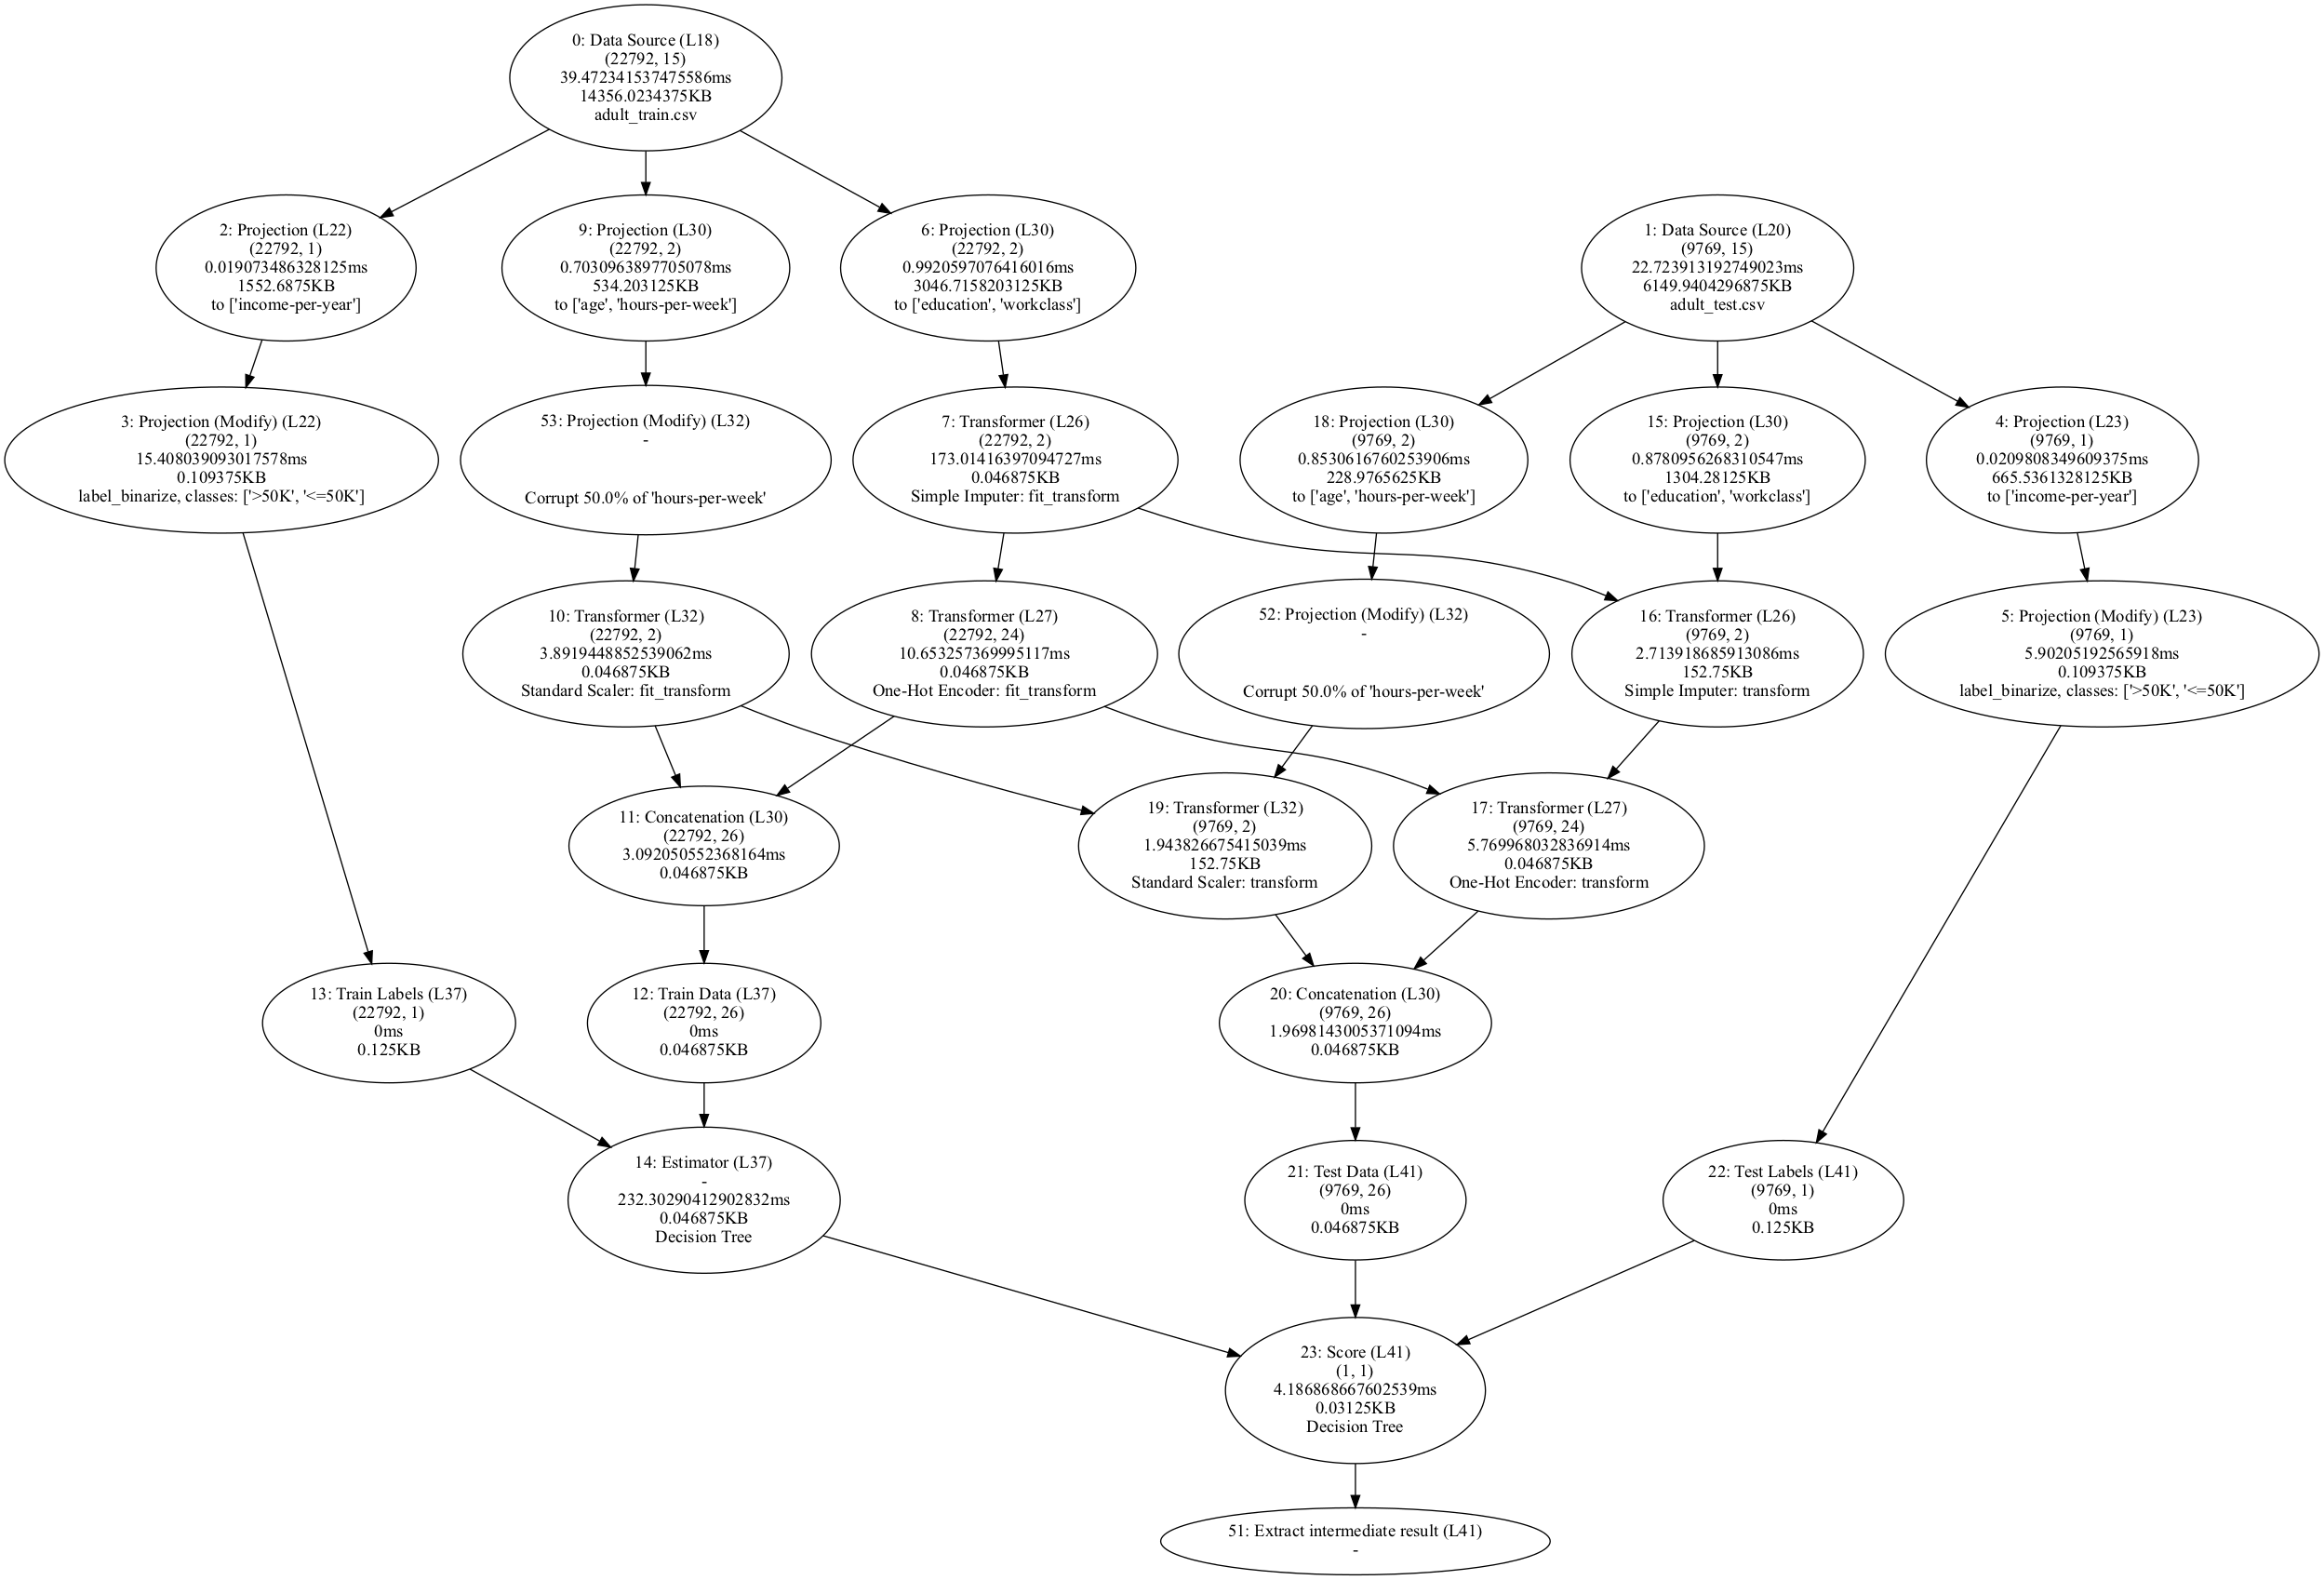 0: Data Source (L18)
(22792, 15)
39.472341537475586ms
14356.0234375KB
adult_train.csv
2: Projection (L22)
(22792, 1)
0.019073486328125ms
1552.6875KB
to ['income-per-year']
9: Projection (L30)
(22792, 2)
0.7030963897705078ms
534.203125KB
to ['age', 'hours-per-week']
6: Projection (L30)
(22792, 2)
0.9920597076416016ms
3046.7158203125KB
to ['education', 'workclass']
1: Data Source (L20)
(9769, 15)
22.723913192749023ms
6149.9404296875KB
adult_test.csv
3: Projection (Modify) (L22)
(22792, 1)
15.408039093017578ms
0.109375KB
label_binarize, classes: ['>50K', '<=50K']
53: Projection (Modify) (L32)
-
Corrupt 50.0% of 'hours-per-week'
7: Transformer (L26)
(22792, 2)
173.01416397094727ms
0.046875KB
Simple Imputer: fit_transform
18: Projection (L30)
(9769, 2)
0.8530616760253906ms
228.9765625KB
to ['age', 'hours-per-week']
15: Projection (L30)
(9769, 2)
0.8780956268310547ms
1304.28125KB
to ['education', 'workclass']
4: Projection (L23)
(9769, 1)
0.0209808349609375ms
665.5361328125KB
to ['income-per-year']
10: Transformer (L32)
(22792, 2)
3.8919448852539062ms
0.046875KB
Standard Scaler: fit_transform
8: Transformer (L27)
(22792, 24)
10.653257369995117ms
0.046875KB
One-Hot Encoder: fit_transform
52: Projection (Modify) (L32)
-
Corrupt 50.0% of 'hours-per-week'
16: Transformer (L26)
(9769, 2)
2.713918685913086ms
152.75KB
Simple Imputer: transform
5: Projection (Modify) (L23)
(9769, 1)
5.90205192565918ms
0.109375KB
label_binarize, classes: ['>50K', '<=50K']
11: Concatenation (L30)
(22792, 26)
3.092050552368164ms
0.046875KB
19: Transformer (L32)
(9769, 2)
1.943826675415039ms
152.75KB
Standard Scaler: transform
17: Transformer (L27)
(9769, 24)
5.769968032836914ms
0.046875KB
One-Hot Encoder: transform
13: Train Labels (L37)
(22792, 1)
0ms
0.125KB
12: Train Data (L37)
(22792, 26)
0ms
0.046875KB
20: Concatenation (L30)
(9769, 26)
1.9698143005371094ms
0.046875KB
14: Estimator (L37)
-
232.30290412902832ms
0.046875KB
Decision Tree
21: Test Data (L41)
(9769, 26)
0ms
0.046875KB
22: Test Labels (L41)
(9769, 1)
0ms
0.125KB
23: Score (L41)
(1, 1)
4.186868667602539ms
0.03125KB
Decision Tree
51: Extract intermediate result (L41)
-